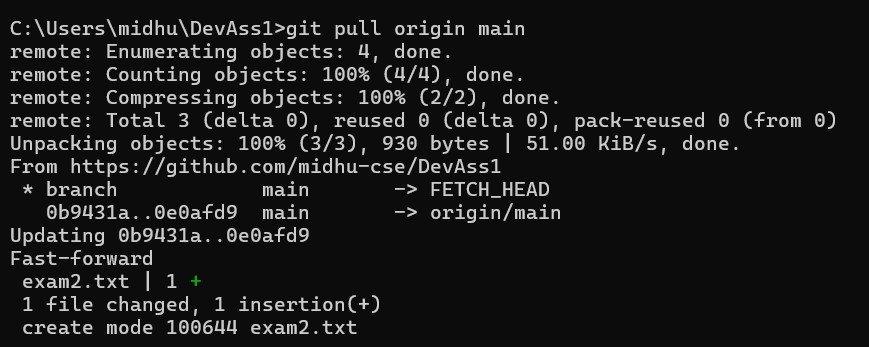 C:\Users\midhu\DevAss1>git pull origin main
remote: Enumerating objects: 4, done.
remote: Counting objects: 100% (4/4), done.
remote: Compressing objects: 100% (2/2), done.
remote: Total 3 (delta 0), reused 0 (delta 0), pack-reused 0 (from 0)
Unpacking objects: 100% (3/3), 930 bytes | 51.00 KiB/s, done.
From https://github.com/midhu-cse/DevAss1
 * branch            main       -> FETCH_HEAD
   0b9431a..0e0afd9  main       -> origin/main
Updating 0b9431a..0e0afd9
Fast-forward
 exam2.txt | 1 +
 1 file changed, 1 insertion(+)
 create mode 100644 exam2.txt